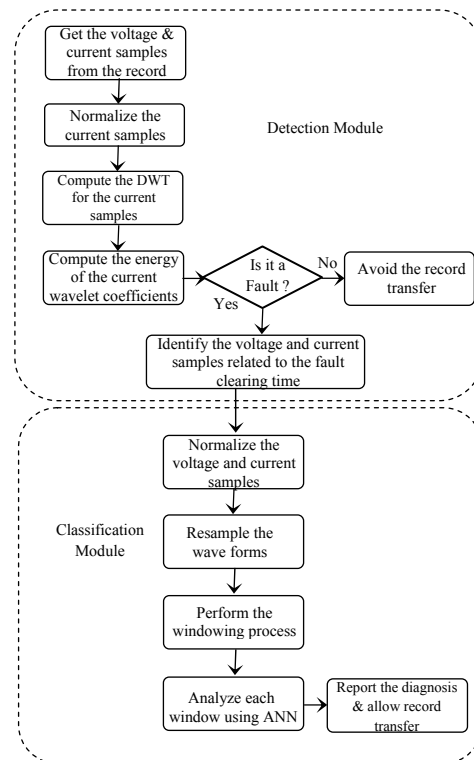 Get the voltage &
current samples
from the record
Normalize the
current samples
Detection Module
Compute the DWT
for the current
samples
Compute the energy
of the current
wavelet coefficients
Is it a
Fault ?
No
Avoid the record
transfer
Yes
Identify the voltage and current
samples related to the fault
clearing time
Normalize the
voltage and current
samples
Classification
Module
Resample the
wave forms
Perform the
windowing process
Analyze each
window using ANN
Report the diagnosis
& allow record
transfer